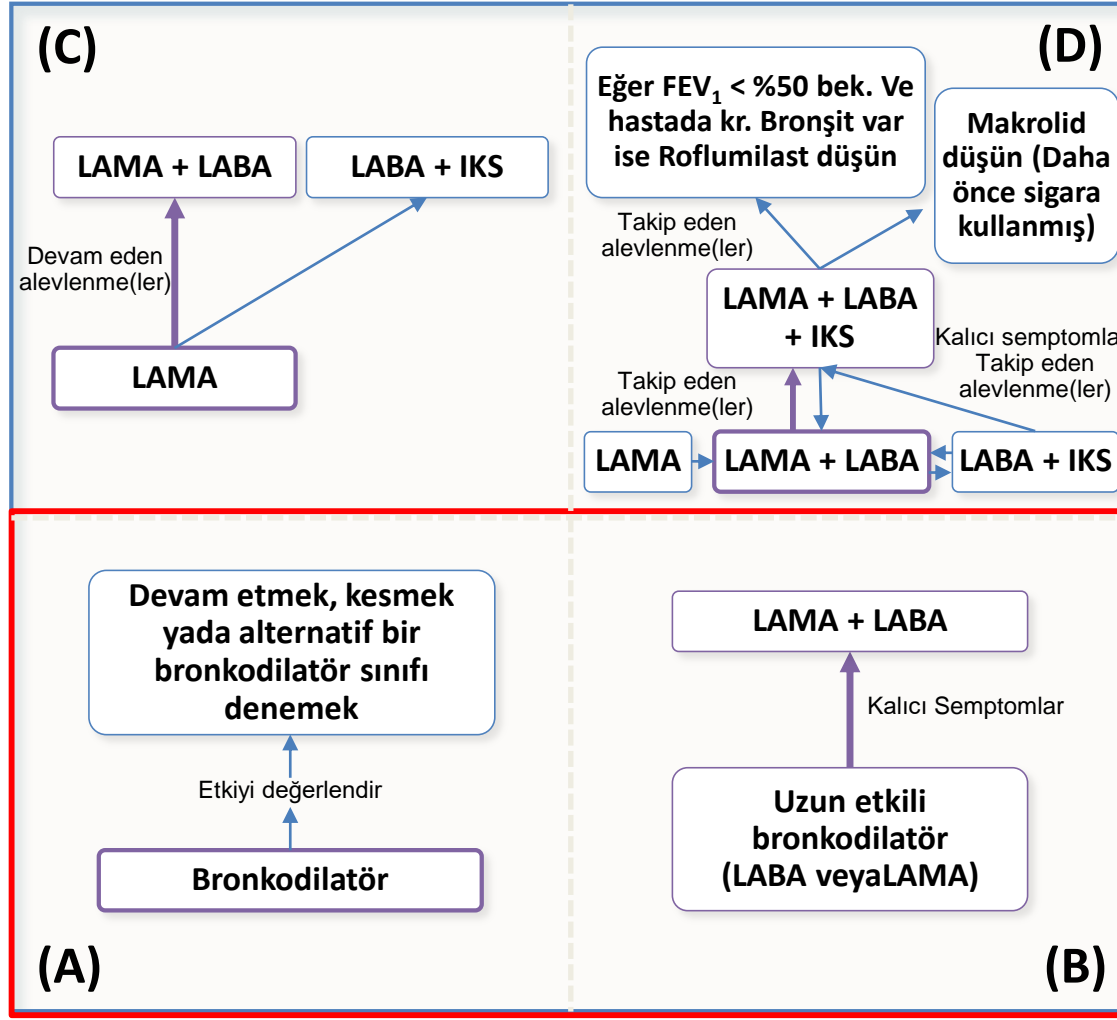 (C)
LAMA + LABA
LABA + IKS
Devam eden
alevlenme(ler)
LAMA
(D)
Eğer FEV1 < %50 bek. Ve
hastada kr. Bronşit var
ise Roflumilast düşün
Makrolid
düşün (Daha
önce sigara
kullanmış)
Takip eden
alevlenme(ler)
LAMA + LABA
+ IKS
Kalıcı semptomla
Takip eden
alevlenme(ler)
Takip eden
alevlenme(ler)
LAMA
LAMA + LABA
LABA + IKS
Devam etmek, kesmek
yada alternatif bir
bronkodilatör sınıfı
denemek
Etkiyi değerlendir
Bronkodilatör
(A)
LAMA + LABA
Kalıcı Semptomlar
Uzun etkili
bronkodilatör
(LABA veyaLAMA)
(B)